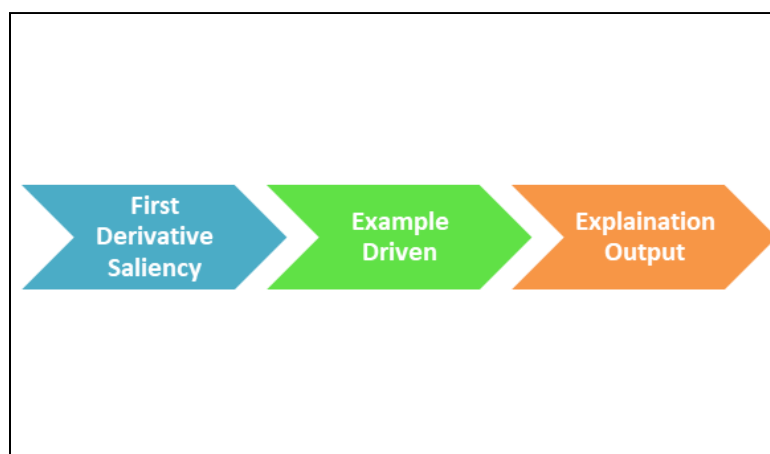 First
Derivative
Saliency
Example
Driven
Explaination
Output